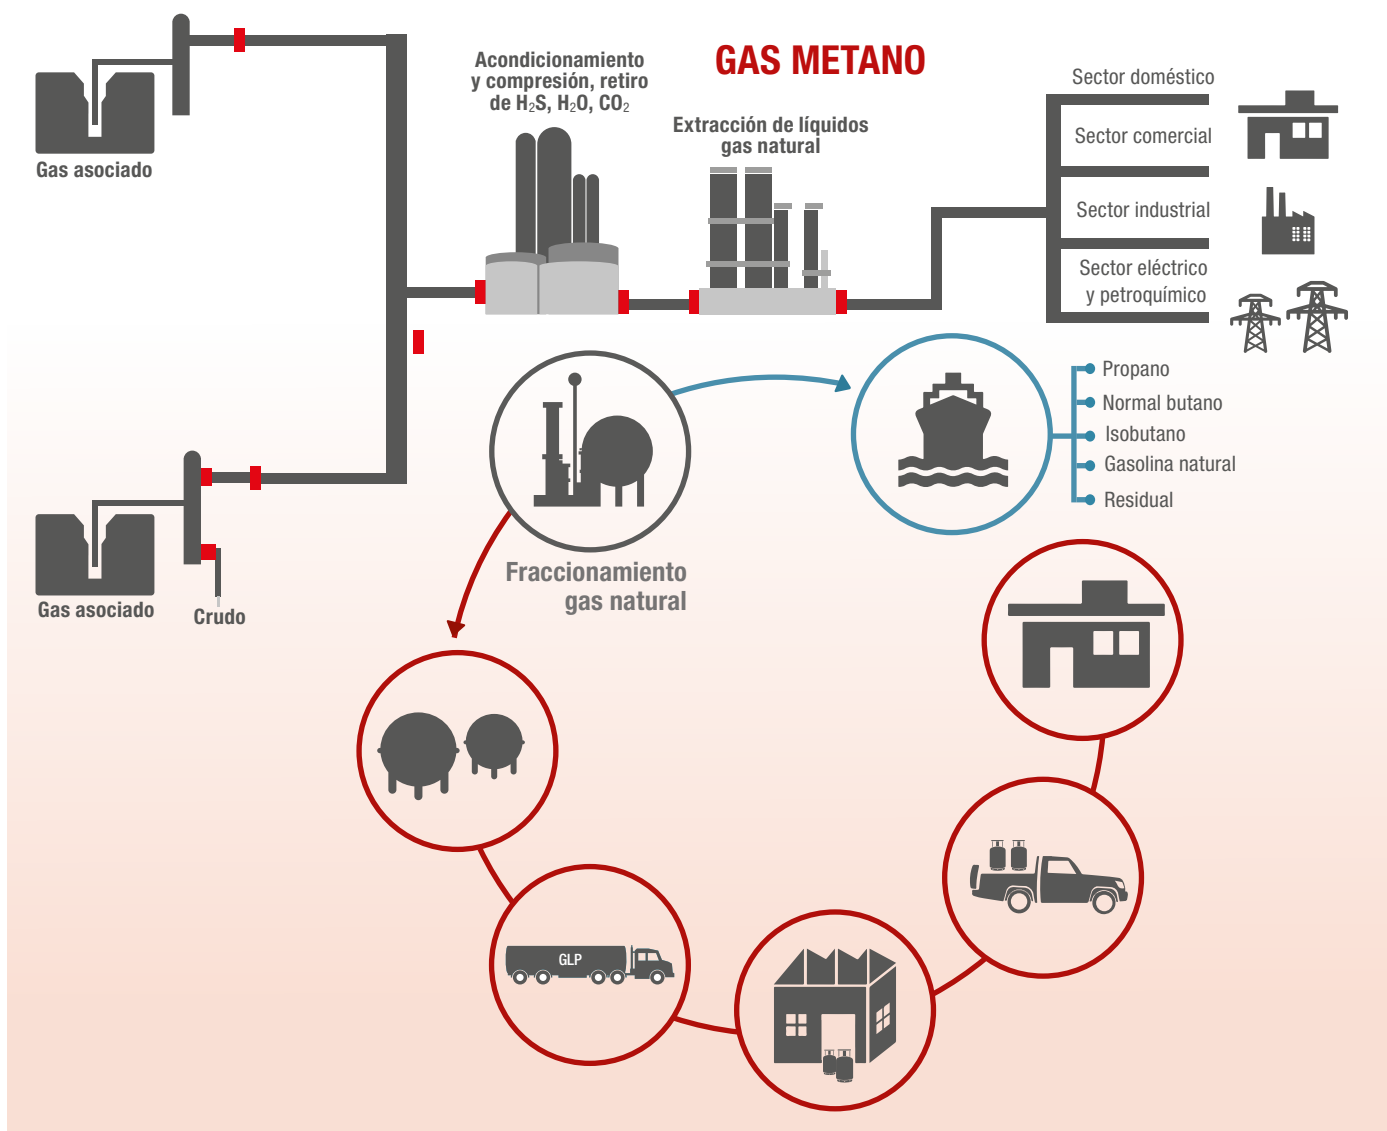 GAS METANO
Acondicionamiento
y compresión, retiro
de H₂S, H₂O, CO₂
Extracción de líquidos
gas natural
Gas asociado
Sector doméstico
Sector comercial
Sector industrial
Sector eléctrico
y petroquímico
Propano
Normal butano
Isobutano
Gasolina natural
Residual
Fraccionamiento
gas natural
Gas asociado
Crudo
GLP